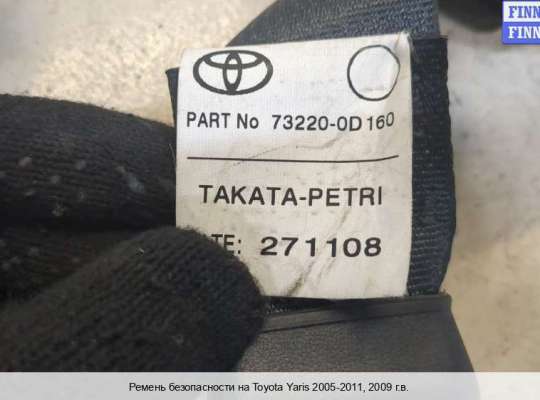 FINN
FINN
PART No 73220-0D160
TAKATA-PETRI
TE: 271108
Ремень безопасности на Toyota Yaris 2005-2011, 2009 г.в.